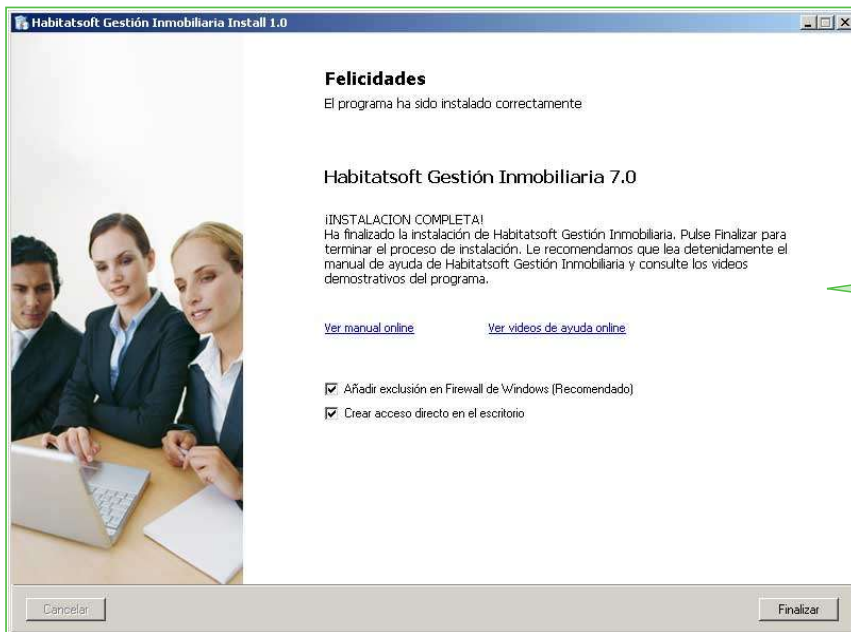 Habitatsoft Gestión Inmobiliaria Install 1.0
Felicidades
El programa ha sido instalado correctamente
Habitatsoft Gestión Inmobiliaria 7.0
¡INSTALACION COMPLETA!
Ha finalizado la instalación de Habitatsoft Gestión Inmobiliaria. Pulse Finalizar para
terminar el proceso de instalación. Le recomendamos que lea detenidamente el
manual de ayuda de Habitatsoft Gestión Inmobiliaria y consulte los videos
demostrativos del programa.
Ver manual online Ver videos de ayuda online
Añadir exclusión en Firewall de Windows (Recomendado)
Crear acceso directo en el escritorio
Cancelar Finalizar